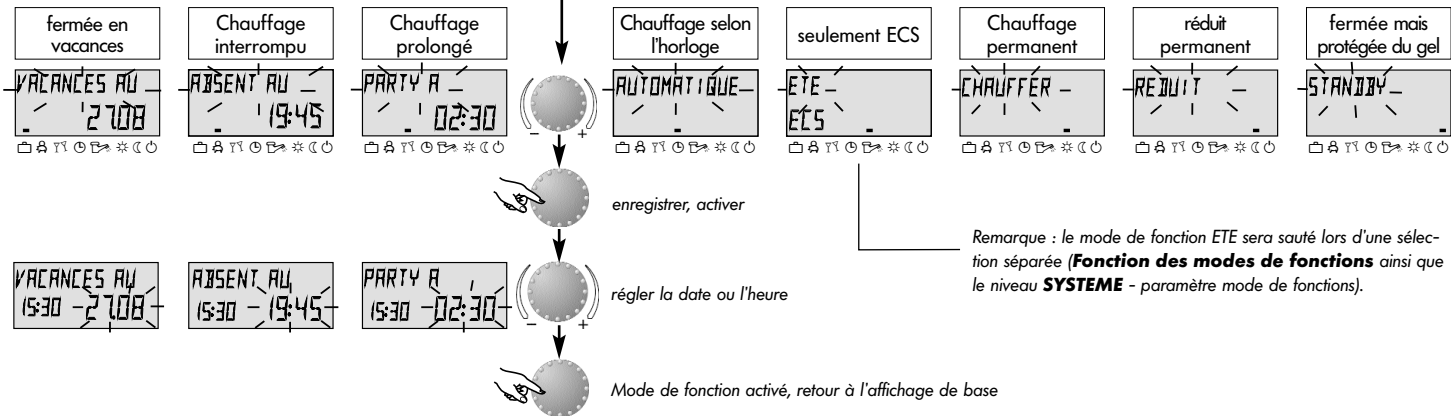 fermée en
vacances
Chauffage
interrompu
Chauffage
prolongé
Chauffage selon
l'horloge
seulement ECS
Chauffage
permanent
réduit
permanent
fermée mais
protégée du gel
VACANCES AU
27.08
ABSENT AU
19:45
PARTY A
02:30
– +
AUTOMATIQUE
ETE
ECS
CHAUFFER
REDUIT
STANDBY
enregistrer, activer
Remarque : le mode de fonction ETE sera sauté lors d'une sélec-
tion séparée (Fonction des modes de fonctions ainsi que
le niveau SYSTEME - paramètre mode de fonctions).
VACANCES AU
15:30 27.08
ABSENT AU
15:30 19:45
PARTY A
15:30 02:30
– +
régler la date ou l'heure
Mode de fonction activé, retour à l'affichage de base